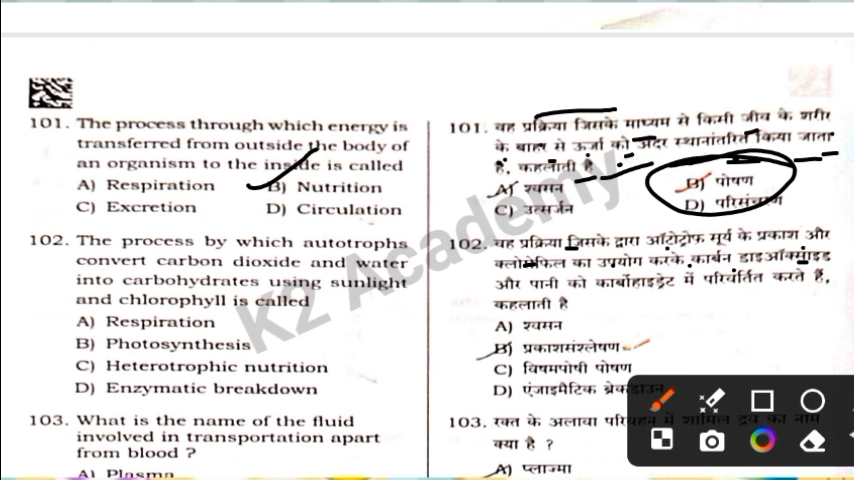 101. The process through which energy is
transferred from outside the body of
an organism to the inside is called
A) Respiration B) Nutrition
C) Excretion D) Circulation
102. The process by which autotrophs
convert carbon dioxide and water
into carbohydrates using sunlight
and chlorophyll is called
A) Respiration
B) Photosynthesis
C) Heterotrophic nutrition
D) Enzymatic breakdown
103. What is the name of the fluid
involved in transportation apart
from blood ?
A) Plasma
101. वह प्रक्रिया जिसके माध्यम से किसी जीव के शरीर
के बाहर से ऊर्जा को अंदर स्थानांतरित किया जाता
है, कहलाती है
A) श्वसन B) पोषण
C) उत्सर्जन D) परिसंचरण
102. वह प्रक्रिया जिसके द्वारा ऑटोट्रोफ सूर्य के प्रकाश और
क्लोरोफिल का उपयोग करके कार्बन डाइऑक्साइड
और पानी को कार्बोहाइड्रेट में परिवर्तित करते हैं,
कहलाती है
A) श्वसन
B) प्रकाशसंश्लेषण
C) विषमपोषी पोषण
D) एंजाइमैटिक ब्रेकडाउन
103. रक्त के अलावा परिवहन में शामिल द्रव का नाम
क्या है ?
A) प्लाज्मा
K2 Academy